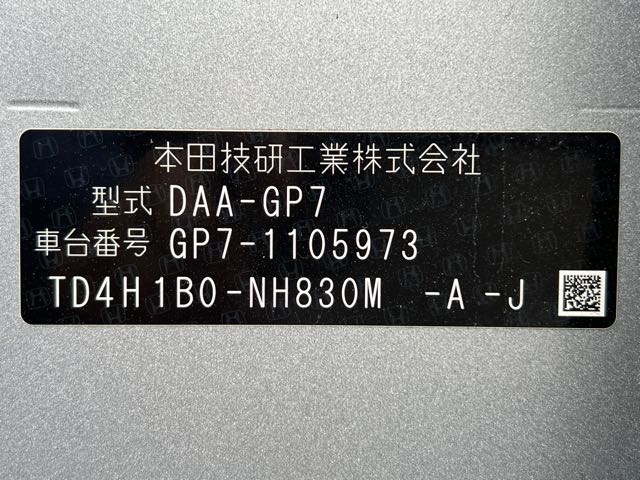 本田技研工業株式会社
型式 DAA-GP7
車台番号 GP7-1105973
TD4H1B0-NH830M -A -J